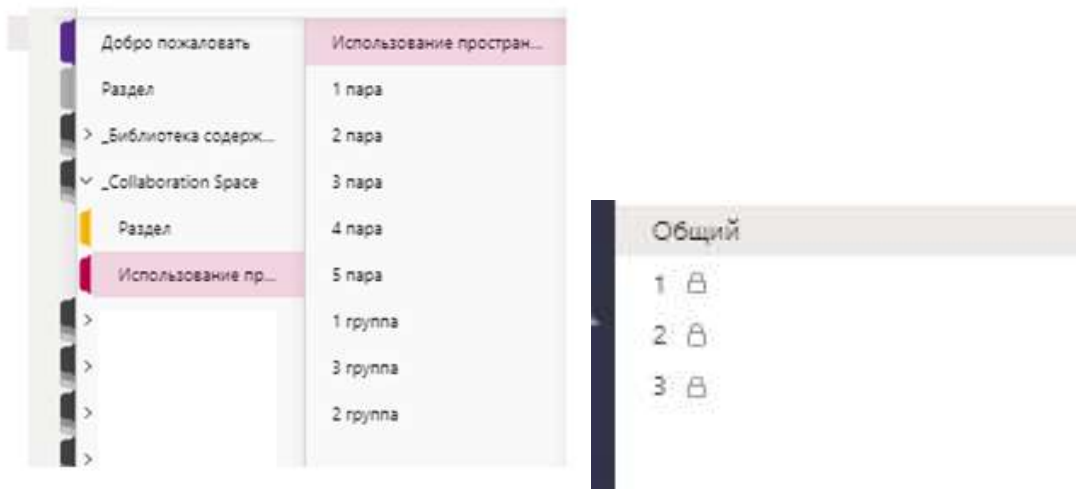 Добро пожаловать
Раздел
_Библиотека содерж...
_Collaboration Space
Раздел
Использование пр...
Использование простран...
1 пара
2 пара
3 пара
4 пара
5 пара
1 группа
3 группа
2 группа
Общий
1
2
3